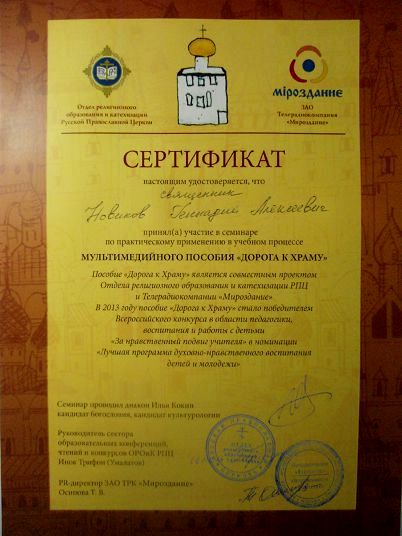 Отдел религиозного
образования и катехизации
Русской Православной Церкви
мiроздание
ЗАО
Телерадиокомпания
«Мироздание»
СЕРТИФИКАТ
настоящим удостоверяется, что
священник
Новиков Геннадий Алексеевич
принял(а) участие в семинаре
по практическому применению в учебном процессе
МУЛЬТИМЕДИЙНОГО ПОСОБИЯ «ДОРОГА К ХРАМУ»
Пособие «Дорога к Храму» является совместным проектом
Отдела религиозного образования и катехизации РПЦ
и Телерадиокомпании «Мироздание»
В 2013 году пособие «Дорога к Храму» стало победителем
Всероссийского конкурса в области педагогики,
воспитания и работы с детьми
«За нравственный подвиг учителя» в номинации
«Лучшая программа духовно-нравственного воспитания
детей и молодежи»
Семинар проводил диакон Илья Кокин
кандидат богословия, кандидат культурологии
Руководитель сектора
образовательных конференций,
чтений и конкурсов ОРОиК РПЦ
Инок Трифон (Умалатов)
PR-директор ЗАО ТРК «Мироздание»
Осипова Т. В.